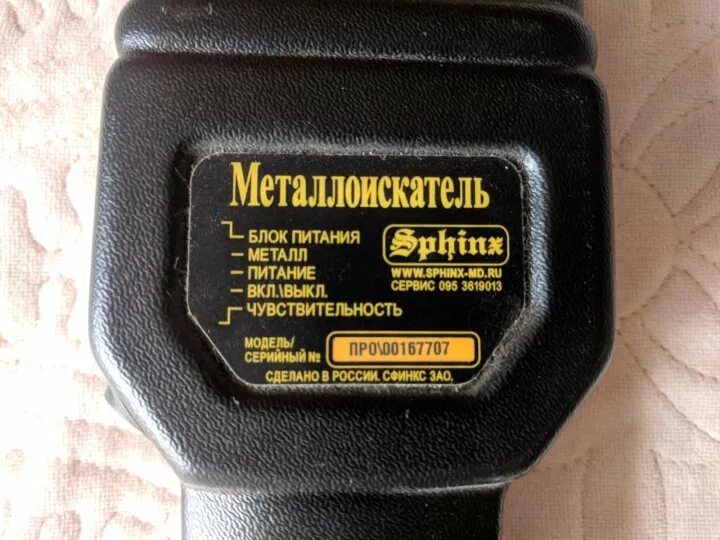 Металлоискатель
БЛОК ПИТАНИЯ
МЕТАЛЛ
ПИТАНИЕ
ВКЛ.\ВЫКЛ.
ЧУВСТВИТЕЛЬНОСТЬ
Sphinx
WWW.SPHINX-MD.RU
СЕРВИС 095 3619013
МОДЕЛЬ/
СЕРИЙНЫЙ №
ПРО\00167707
СДЕЛАНО В РОССИИ. СФИНКС ЗАО.